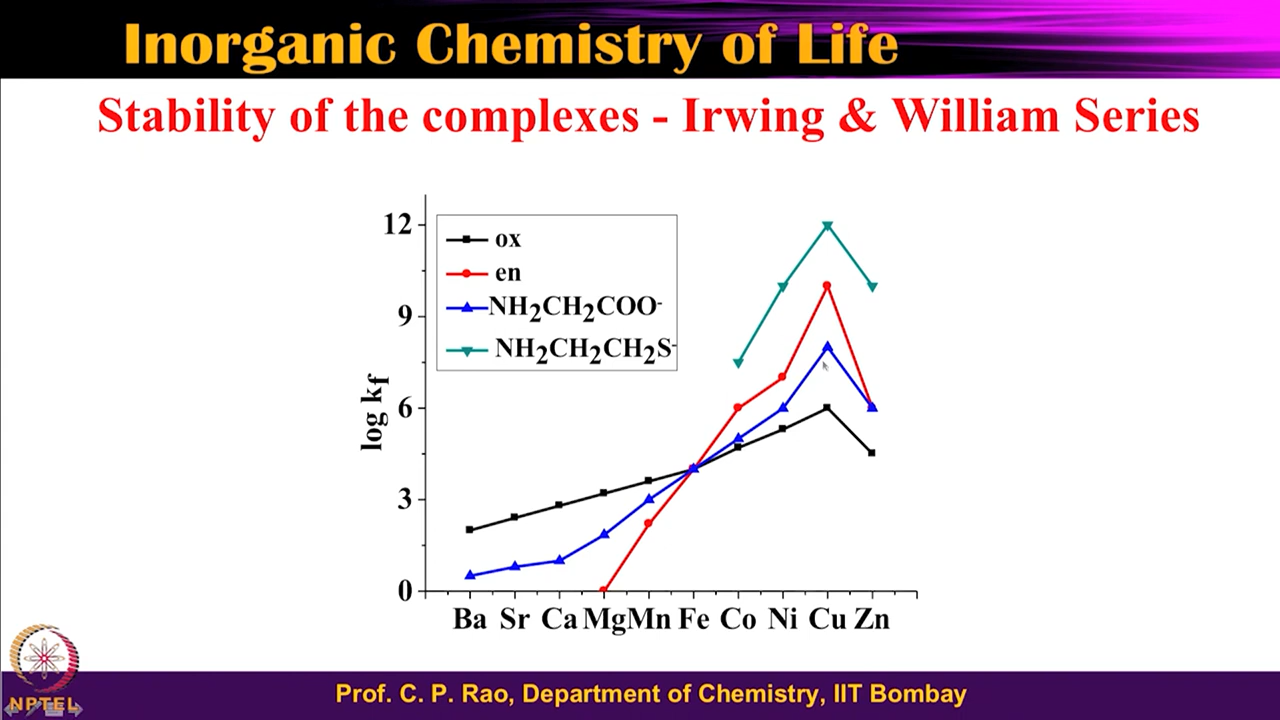 Inorganic Chemistry of Life
Stability of the complexes - Irwing & William Series
12
9
6
3
0
log kf
ox
en
NH2CH2COO-
NH2CH2CH2S-
Ba Sr Ca Mg Mn Fe Co Ni Cu Zn
NPTEL
Prof. C. P. Rao, Department of Chemistry, IIT Bombay